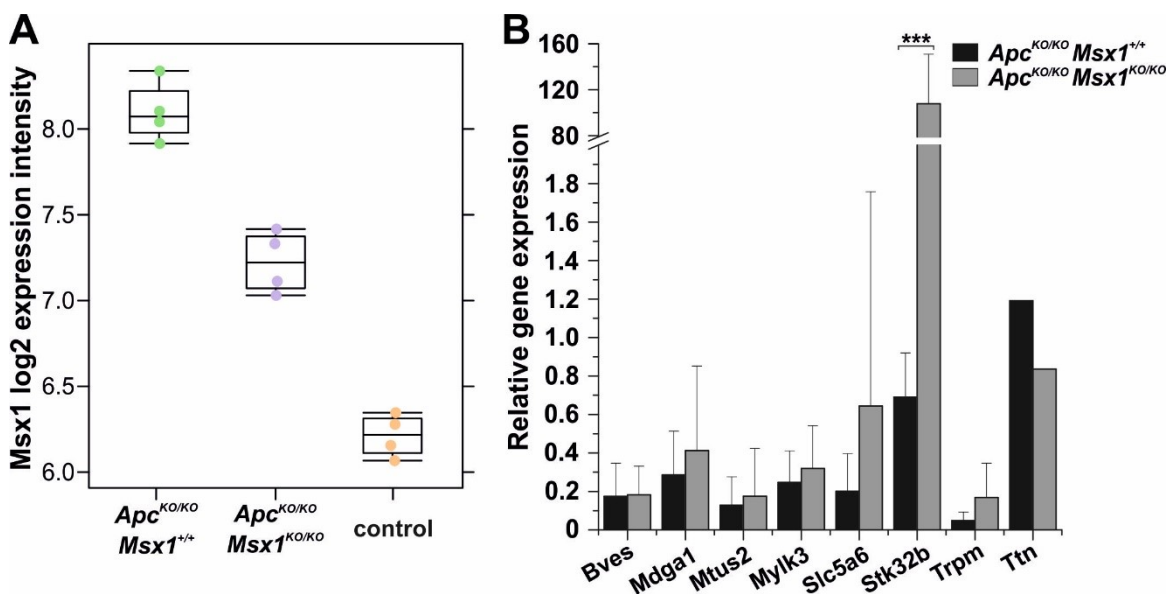 A
Msx1 log2 expression intensity
8.0
7.5
7.0
6.5
6.0
Apc^KO/KO
Msx1^+/+
Apc^KO/KO
Msx1^KO/KO
control
B
Relative gene expression
160
140
120
100
80
1.8
1.6
1.4
1.2
1.0
0.8
0.6
0.4
0.2
0
***
Apc^KO/KO Msx1^+/+
Apc^KO/KO Msx1^KO/KO
Bves
Mdga1
Mtus2
Mylk3
Slc5a6
Stk32b
Trpm
Ttn